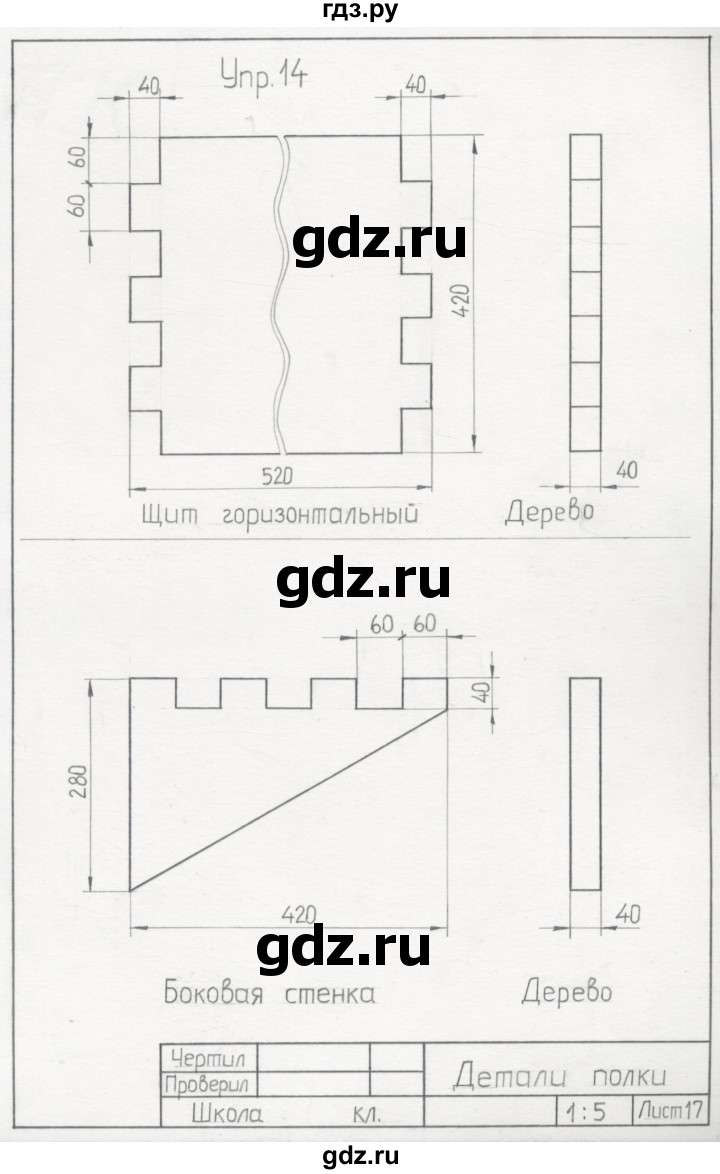 гдз.ру
Упр.14
40
40
60
60
gdz.ru
420
520
40
Щит горизонтальный
Дерево
gdz.ru
60 60
40
280
420
40
gdz.ru
Боковая стенка
Дерево
Чертил
Проверил
Детали полки
Школа кл.
1:5
Лист17
gdz.ru